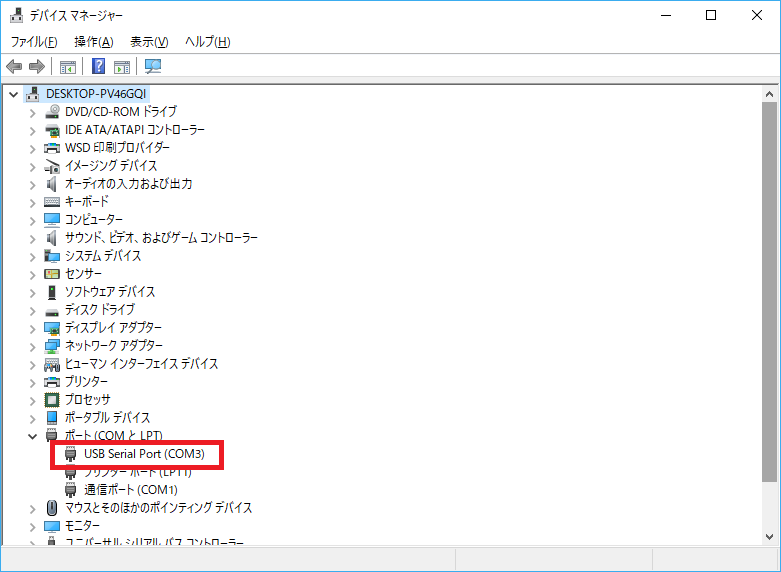 デバイス マネージャー
ファイル(F) 操作(A) 表示(V) ヘルプ(H)
DESKTOP-PV46GQI
DVD/CD-ROM ドライブ
IDE ATA/ATAPI コントローラー
WSD 印刷プロバイダー
イメージング デバイス
オーディオの入力および出力
キーボード
コンピューター
サウンド、ビデオ、およびゲーム コントローラー
システム デバイス
センサー
ソフトウェア デバイス
ディスク ドライブ
ディスプレイ アダプター
ネットワーク アダプター
ヒューマン インターフェイス デバイス
プリンター
プロセッサ
ポータブル デバイス
ポート (COM と LPT)
USB Serial Port (COM3)
プリンター ポート (LPT1)
通信ポート (COM1)
マウスとそのほかのポインティング デバイス
モニター
ユニバーサル シリアル バス コントローラー